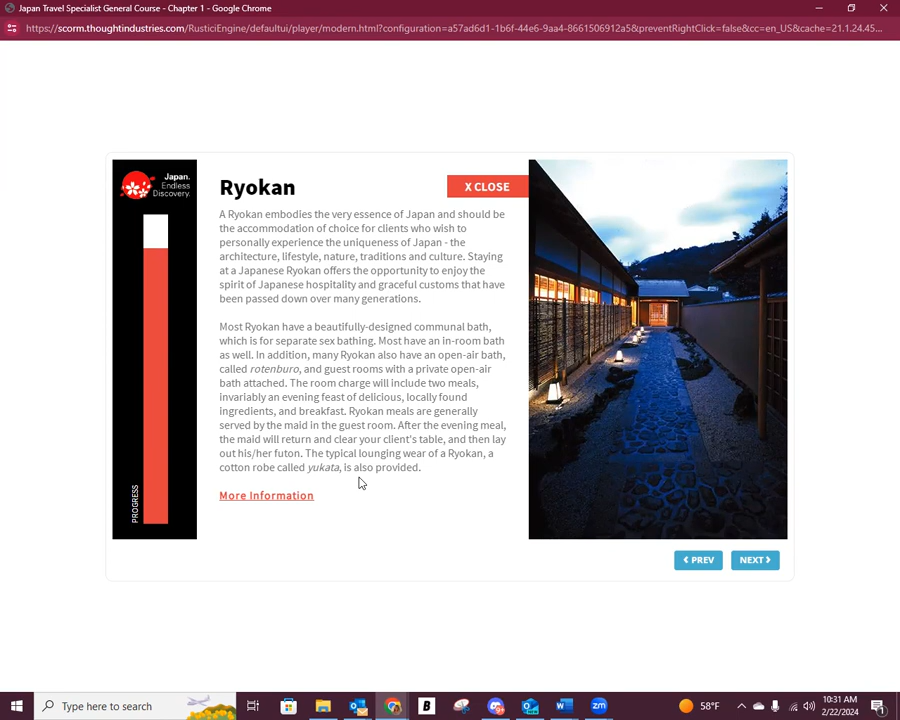 Japan Travel Specialist General Course - Chapter 1 - Google Chrome
https://scorm.thoughtindustries.com/RusticiEngine/defaultui/player/modern.html?configuration=a57ad6d1-1b6f-44e6-9aa4-8661506912a5&preventRightClick=false&cc=en_US&cache=21.1.24.45...
Japan.
Endless
Discovery.
PROGRESS
Ryokan
X CLOSE
A Ryokan embodies the very essence of Japan and should be
the accommodation of choice for clients who wish to
personally experience the uniqueness of Japan - the
architecture, lifestyle, nature, traditions and culture. Staying
at a Japanese Ryokan offers the opportunity to enjoy the
spirit of Japanese hospitality and graceful customs that have
been passed down over many generations.
Most Ryokan have a beautifully-designed communal bath,
which is for separate sex bathing. Most have an in-room bath
as well. In addition, many Ryokan also have an open-air bath,
called rotenburo, and guest rooms with a private open-air
bath attached. The room charge will include two meals,
invariably an evening feast of delicious, locally found
ingredients, and breakfast. Ryokan meals are generally
served by the maid in the guest room. After the evening meal,
the maid will return and clear your client's table, and then lay
out his/her futon. The typical lounging wear of a Ryokan, a
cotton robe called yukata, is also provided.
More Information
PREV
NEXT
Type here to search
B
W
zm
58°F
10:31 AM
2/22/2024
1